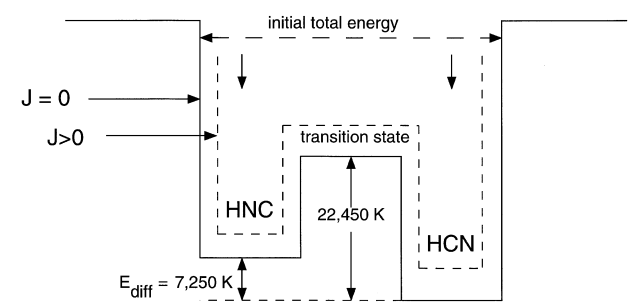 initial total energy
J = 0
J>0
transition state
HNC
22,450 K
HCN
E_diff = 7,250 K